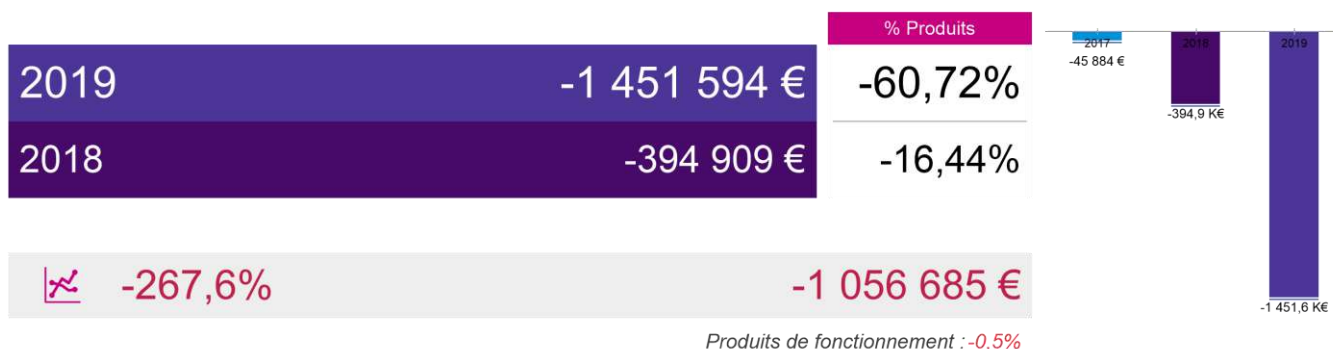 % Produits
2019 -1 451 594 € -60,72%
2018 -394 909 € -16,44%
-267,6% -1 056 685 €
Produits de fonctionnement : -0,5%
2017 2018 2019
-45 884 €
-394,9 K€
-1 451,6 K€